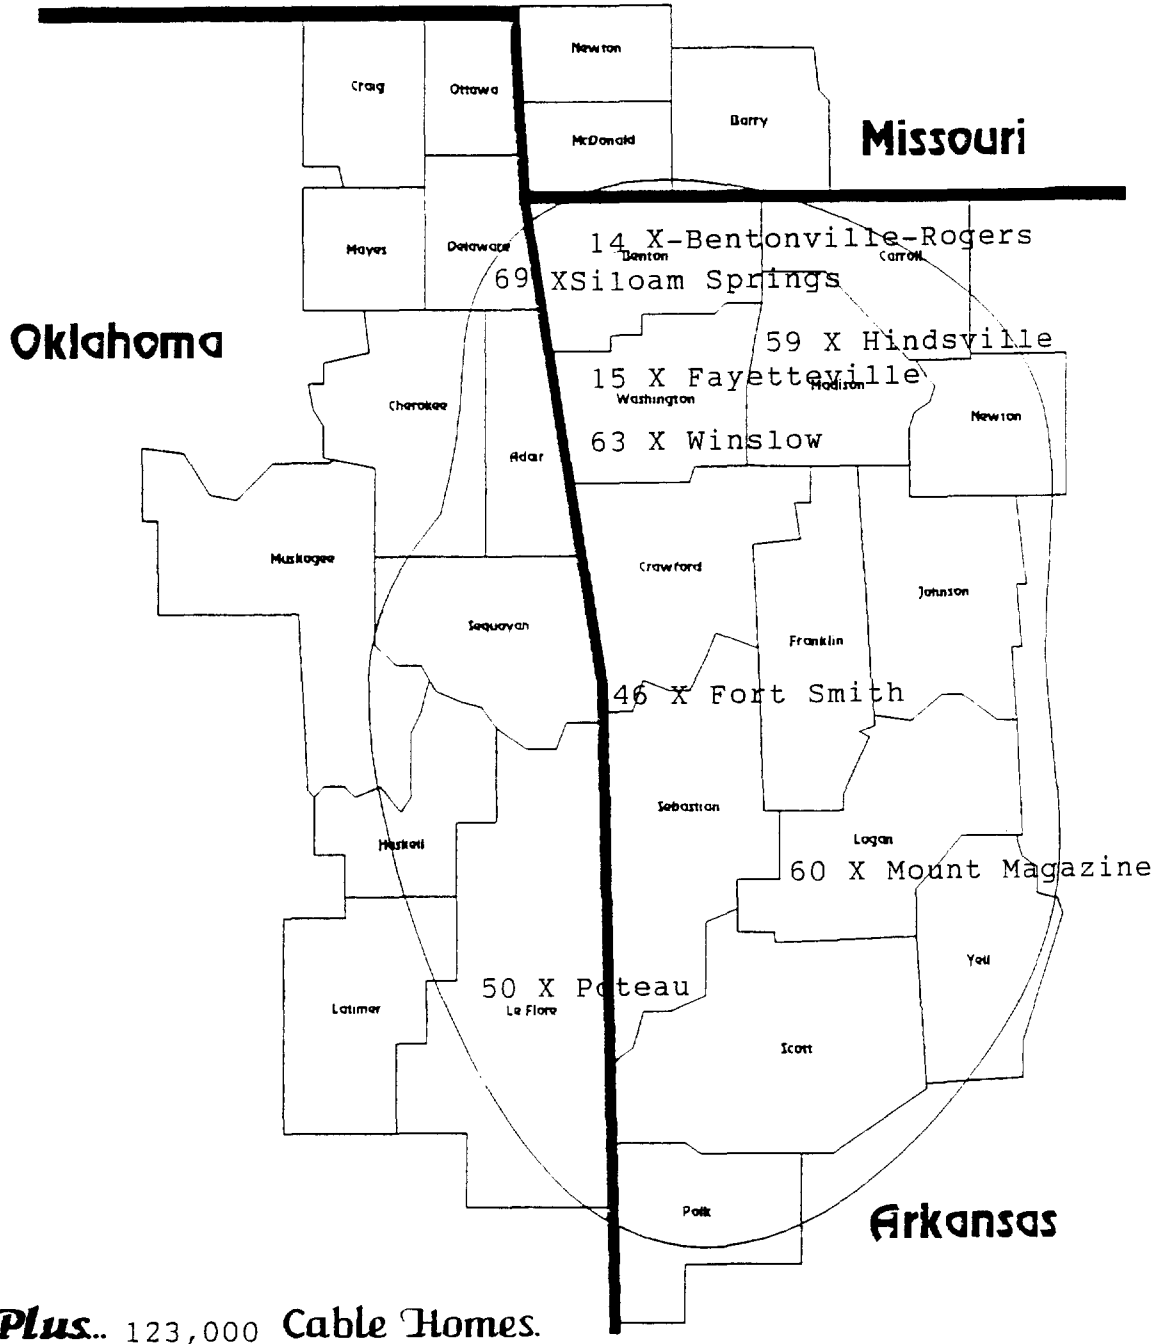 Newton
Craig
Ottawa
Barry
Missouri
McDonald
14 X-Bentonville-Rogers
Mayes
Delaware
Benton
Carroll
69 XSiloam Springs
Oklahoma
59 X Hindsville
15 X Fayetteville
Madison
Washington
Cherokee
Newton
63 X Winslow
Adair
Muskogee
Crawford
Johnson
Sequoyah
Franklin
46 X Fort Smith
Sebastian
Haskell
Logan
60 X Mount Magazine
Yell
50 X Poteau
Latimer
Le Flore
Scott
Polk
Arkansas
Plus.. 123,000 Cable Homes.